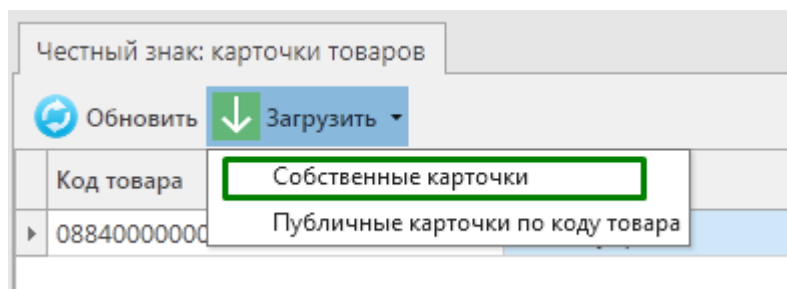 Честный знак: карточки товаров
Обновить Загрузить
Код товара
Собственные карточки
Публичные карточки по коду товара
08840000000